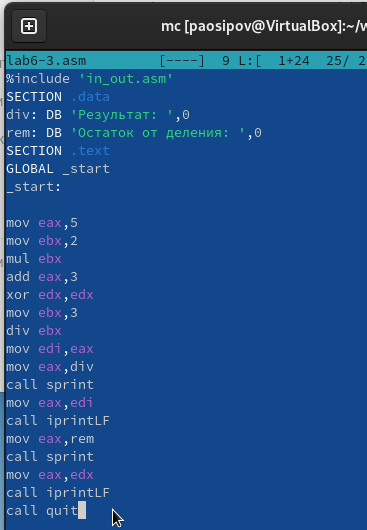 mc [paosipov@VirtualBox]:~/w
lab6-3.asm [----] 9 L:[ 1+24 25/ 2
%include 'in_out.asm'
SECTION .data
div: DB 'Результат: ',0
rem: DB 'Остаток от деления: ',0
SECTION .text
GLOBAL _start
_start:
mov eax,5
mov ebx,2
mul ebx
add eax,3
xor edx,edx
mov ebx,3
div ebx
mov edi,eax
mov eax,div
call sprint
mov eax,edi
call iprintLF
mov eax,rem
call sprint
mov eax,edx
call iprintLF
call quit